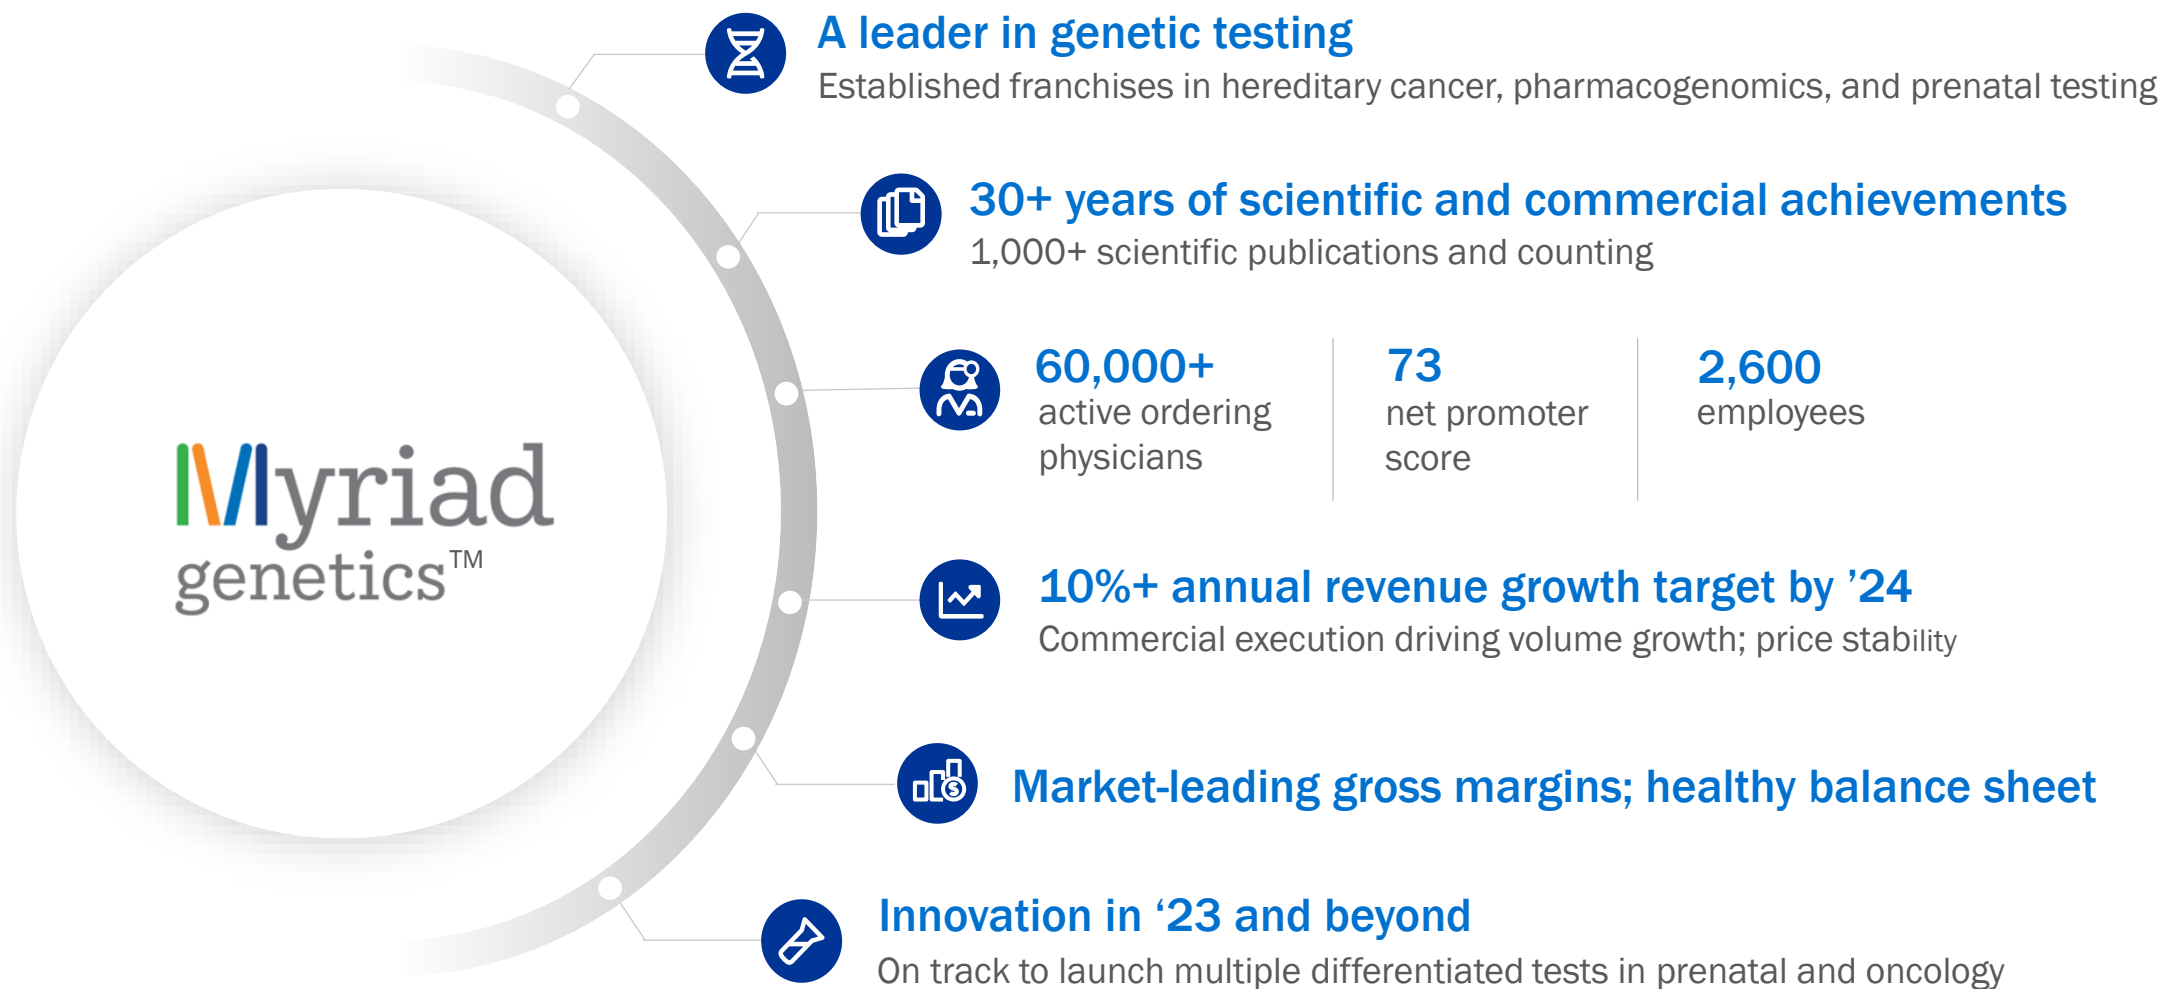 A leader in genetic testing
Established franchises in hereditary cancer, pharmacogenomics, and prenatal testing
30+ years of scientific and commercial achievements
1,000+ scientific publications and counting
60,000+
active ordering
physicians
73
net promoter
score
2,600
employees
Myriad
genetics™
10%+ annual revenue growth target by ’24
Commercial execution driving volume growth; price stability
Market-leading gross margins; healthy balance sheet
Innovation in ‘23 and beyond
On track to launch multiple differentiated tests in prenatal and oncology